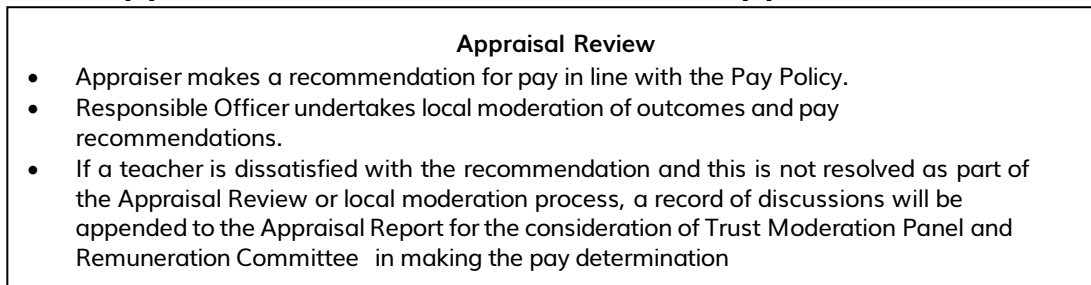 Appraisal Review
• Appraiser makes a recommendation for pay in line with the Pay Policy.
• Responsible Officer undertakes local moderation of outcomes and pay
recommendations.
• If a teacher is dissatisfied with the recommendation and this is not resolved as part of
the Appraisal Review or local moderation process, a record of discussions will be
appended to the Appraisal Report for the consideration of Trust Moderation Panel and
Remuneration Committee in making the pay determination